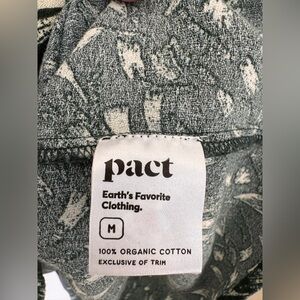 pact
Earth's Favorite
Clothing.
M
100% ORGANIC COTTON
EXCLUSIVE OF TRIM